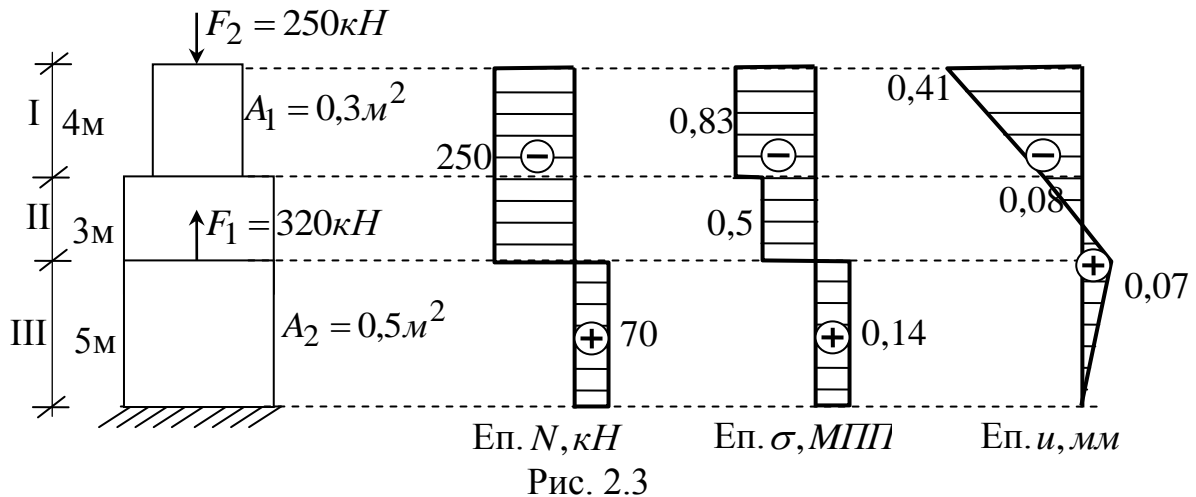 F₂ = 250кН
I
4м
A₁ = 0,3м²
250
−
0,83
−
0,41
−
II
3м
F₁ = 320кН
0,5
0,08
+
0,07
III
5м
A₂ = 0,5м²
+
70
+
0,14
Еп. N, кН
Еп. σ, МПП
Еп. u, мм
Рис. 2.3